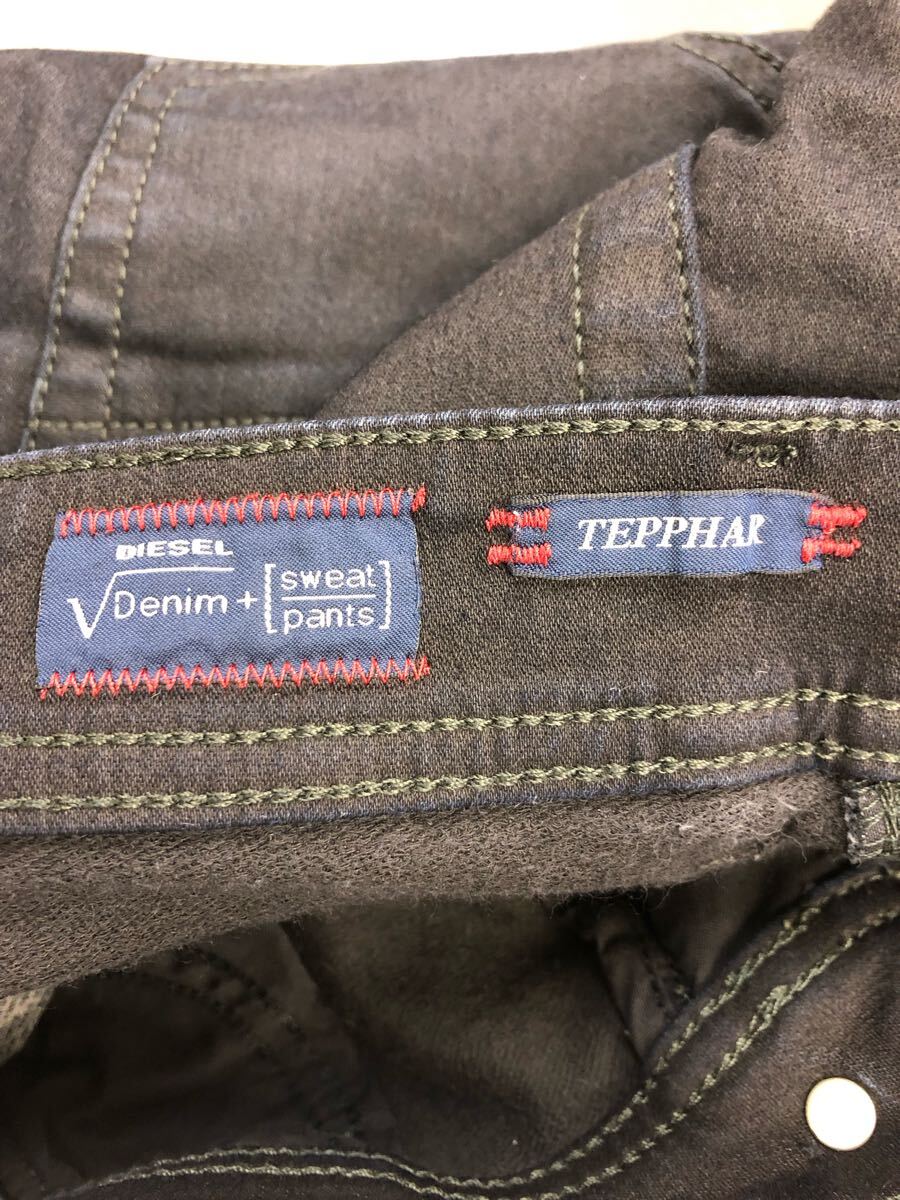 DIESEL
√Denim + [sweat
pants]
TEPPHAR